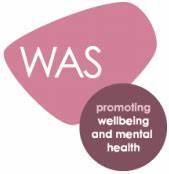 WAS
promoting
wellbeing
and mental
health